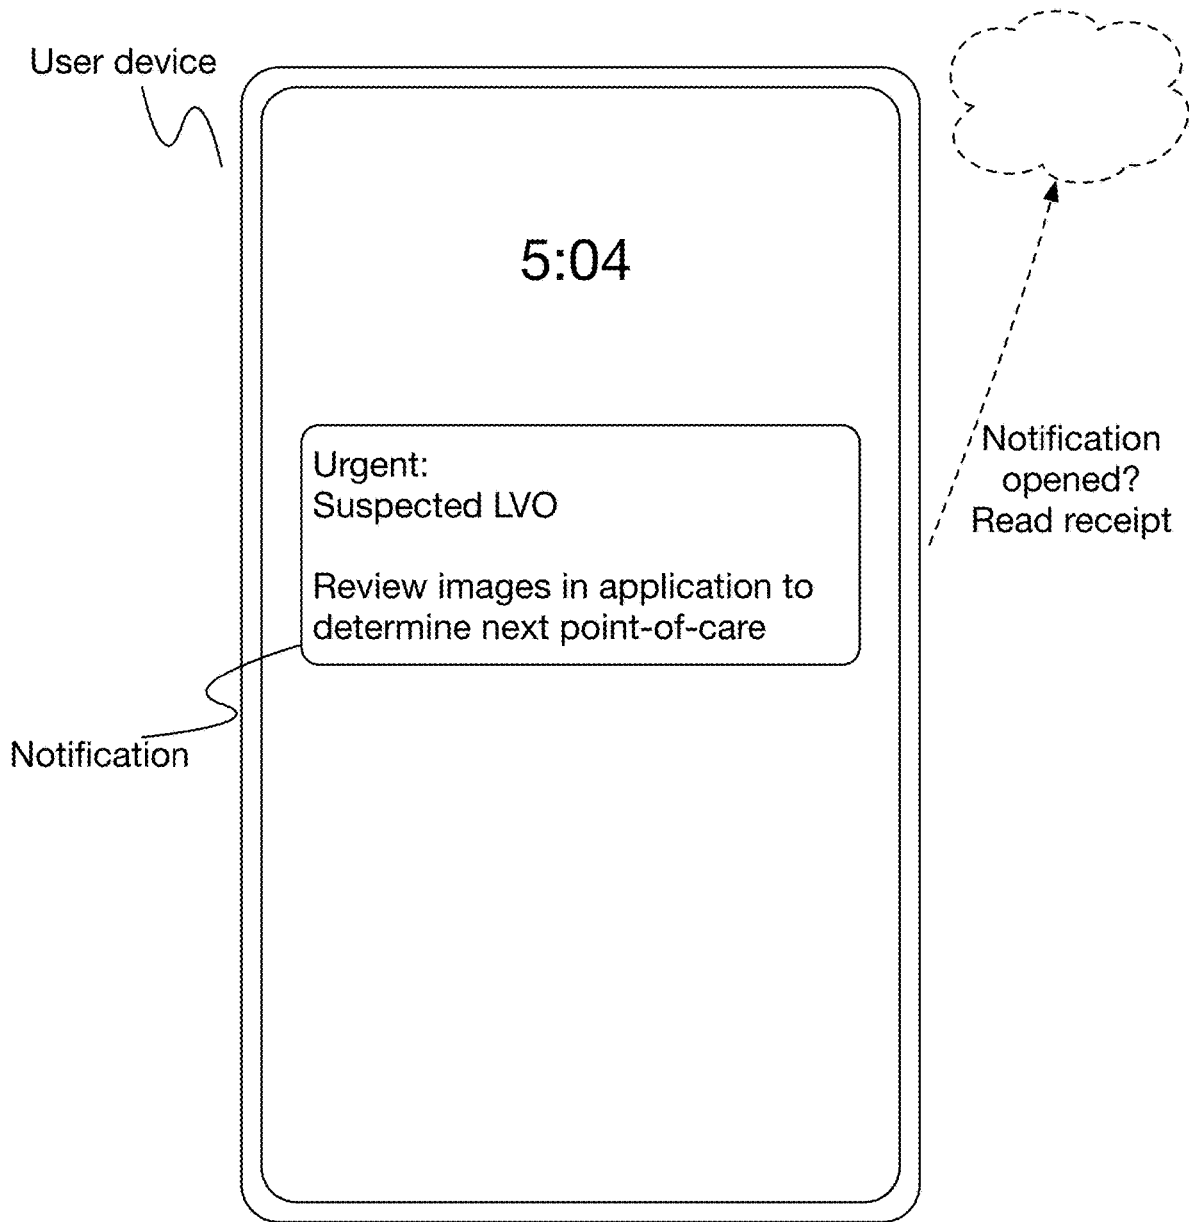 User device
5:04
Urgent:
Suspected LVO
Review images in application to
determine next point-of-care
Notification
opened?
Read receipt
Notification